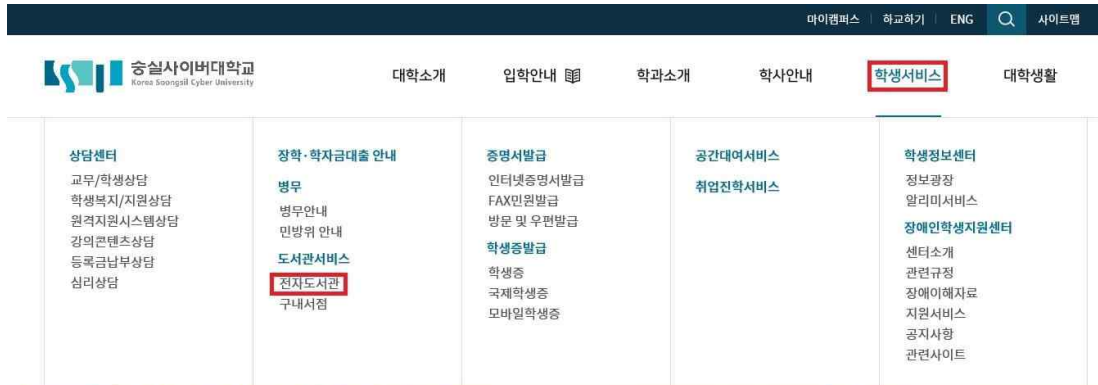 마이캠퍼스 하교하기 ENG 사이트맵
숭실사이버대학교
Korea Soongsil Cyber University
대학소개 입학안내 학과소개 학사안내 학생서비스 대학생활
상담센터
교무/학생상담
학생복지/지원상담
원격지원시스템상담
강의콘텐츠상담
등록금납부상담
심리상담
장학·학자금대출 안내
병무
병무안내
민방위 안내
도서관서비스
전자도서관
구내서점
증명서발급
인터넷증명서발급
FAX민원발급
방문 및 우편발급
학생증발급
학생증
국제학생증
모바일학생증
공간대여서비스
취업진학서비스
학생정보센터
정보광장
알리미서비스
장애인학생지원센터
센터소개
관련규정
장애이해자료
지원서비스
공지사항
관련사이트